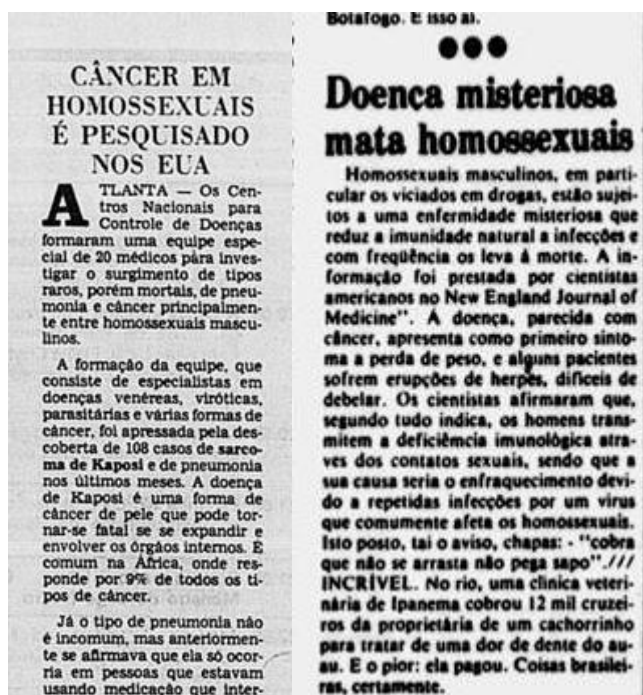 CÂNCER EM
HOMOSSEXUAIS
É PESQUISADO
NOS EUA
ATLANTA — Os Cen-
tros Nacionais para
Controle de Doenças
formaram uma equipe espe-
cial de 20 médicos pára inves-
tigar o surgimento de tipos
raros, porém mortais, de pneu-
monia e câncer principalmen-
te entre homossexuais mascu-
linos.
A formação da equipe, que
consiste de especialistas em
doenças venéreas, viróticas,
parasitárias e várias formas de
câncer, foi apressada pela des-
coberta de 108 casos de sarco-
ma de Kaposi e de pneumonia
nos últimos meses. A doença
de Kaposi é uma forma de
câncer de pele que pode tor-
nar-se fatal se se expandir e
envolver os órgãos internos. É
comum na África, onde res-
ponde por 9% de todos os ti-
pos de câncer.
Já o tipo de pneumonia não
é incomum, mas anteriormen-
te se afirmava que ela só ocor-
ria em pessoas que estavam
usando medicação que inter-
Botafogo. E isso aí.
Doença misteriosa
mata homossexuais
Homossexuais masculinos, em parti-
cular os viciados em drogas, estão sujei-
tos a uma enfermidade misteriosa que
reduz a imunidade natural a infecções e
com freqüência os leva á morte. A in-
formação foi prestada por cientistas
americanos no New England Journal of
Medicine". A doença, parecida com
câncer, apresenta como primeiro sinto-
ma a perda de peso, e alguns pacientes
sofrem erupções de herpes, difíceis de
debelar. Os cientistas afirmaram que,
segundo tudo indica, os homens trans-
mitem a deficiêmcia imunológica atra-
ves dos contatos sexuais, sendo que a
sua causa seria o enfraquecimento devi-
do a repetidas infecções por um virus
que comumente afeta os homossexuais.
Isto posto, tai o aviso, chapas: - "cobra
que não se arrasta não pega sapo".///
INCRÍVEL. No rio, uma clínica veteri-
nária de Ipanema cobrou 12 mil cruzei-
ros da proprietária de um cachorrinho
para tratar de uma dor de dente do au-
au. E o pior: ela pagou. Coisas brasilei-
ras, certamente.